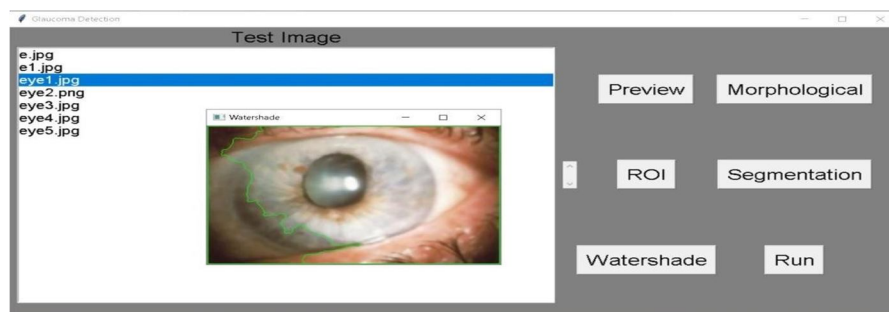 Glaucoma Detection
Test Image
e.jpg
e1.jpg
eye1.jpg
eye2.png
eye3.jpg
eye4.jpg
eye5.jpg
Watershade
Preview
Morphological
ROI
Segmentation
Watershade
Run